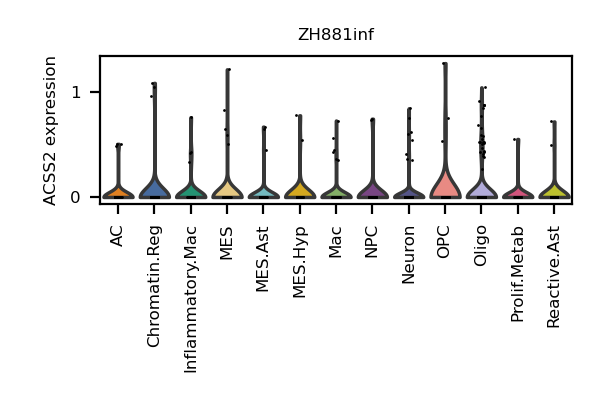 ZH881inf
ACSS2 expression
1
0
AC
Chromatin.Reg
Inflammatory.Mac
MES
MES.Ast
MES.Hyp
Mac
NPC
Neuron
OPC
Oligo
Prolif.Metab
Reactive.Ast